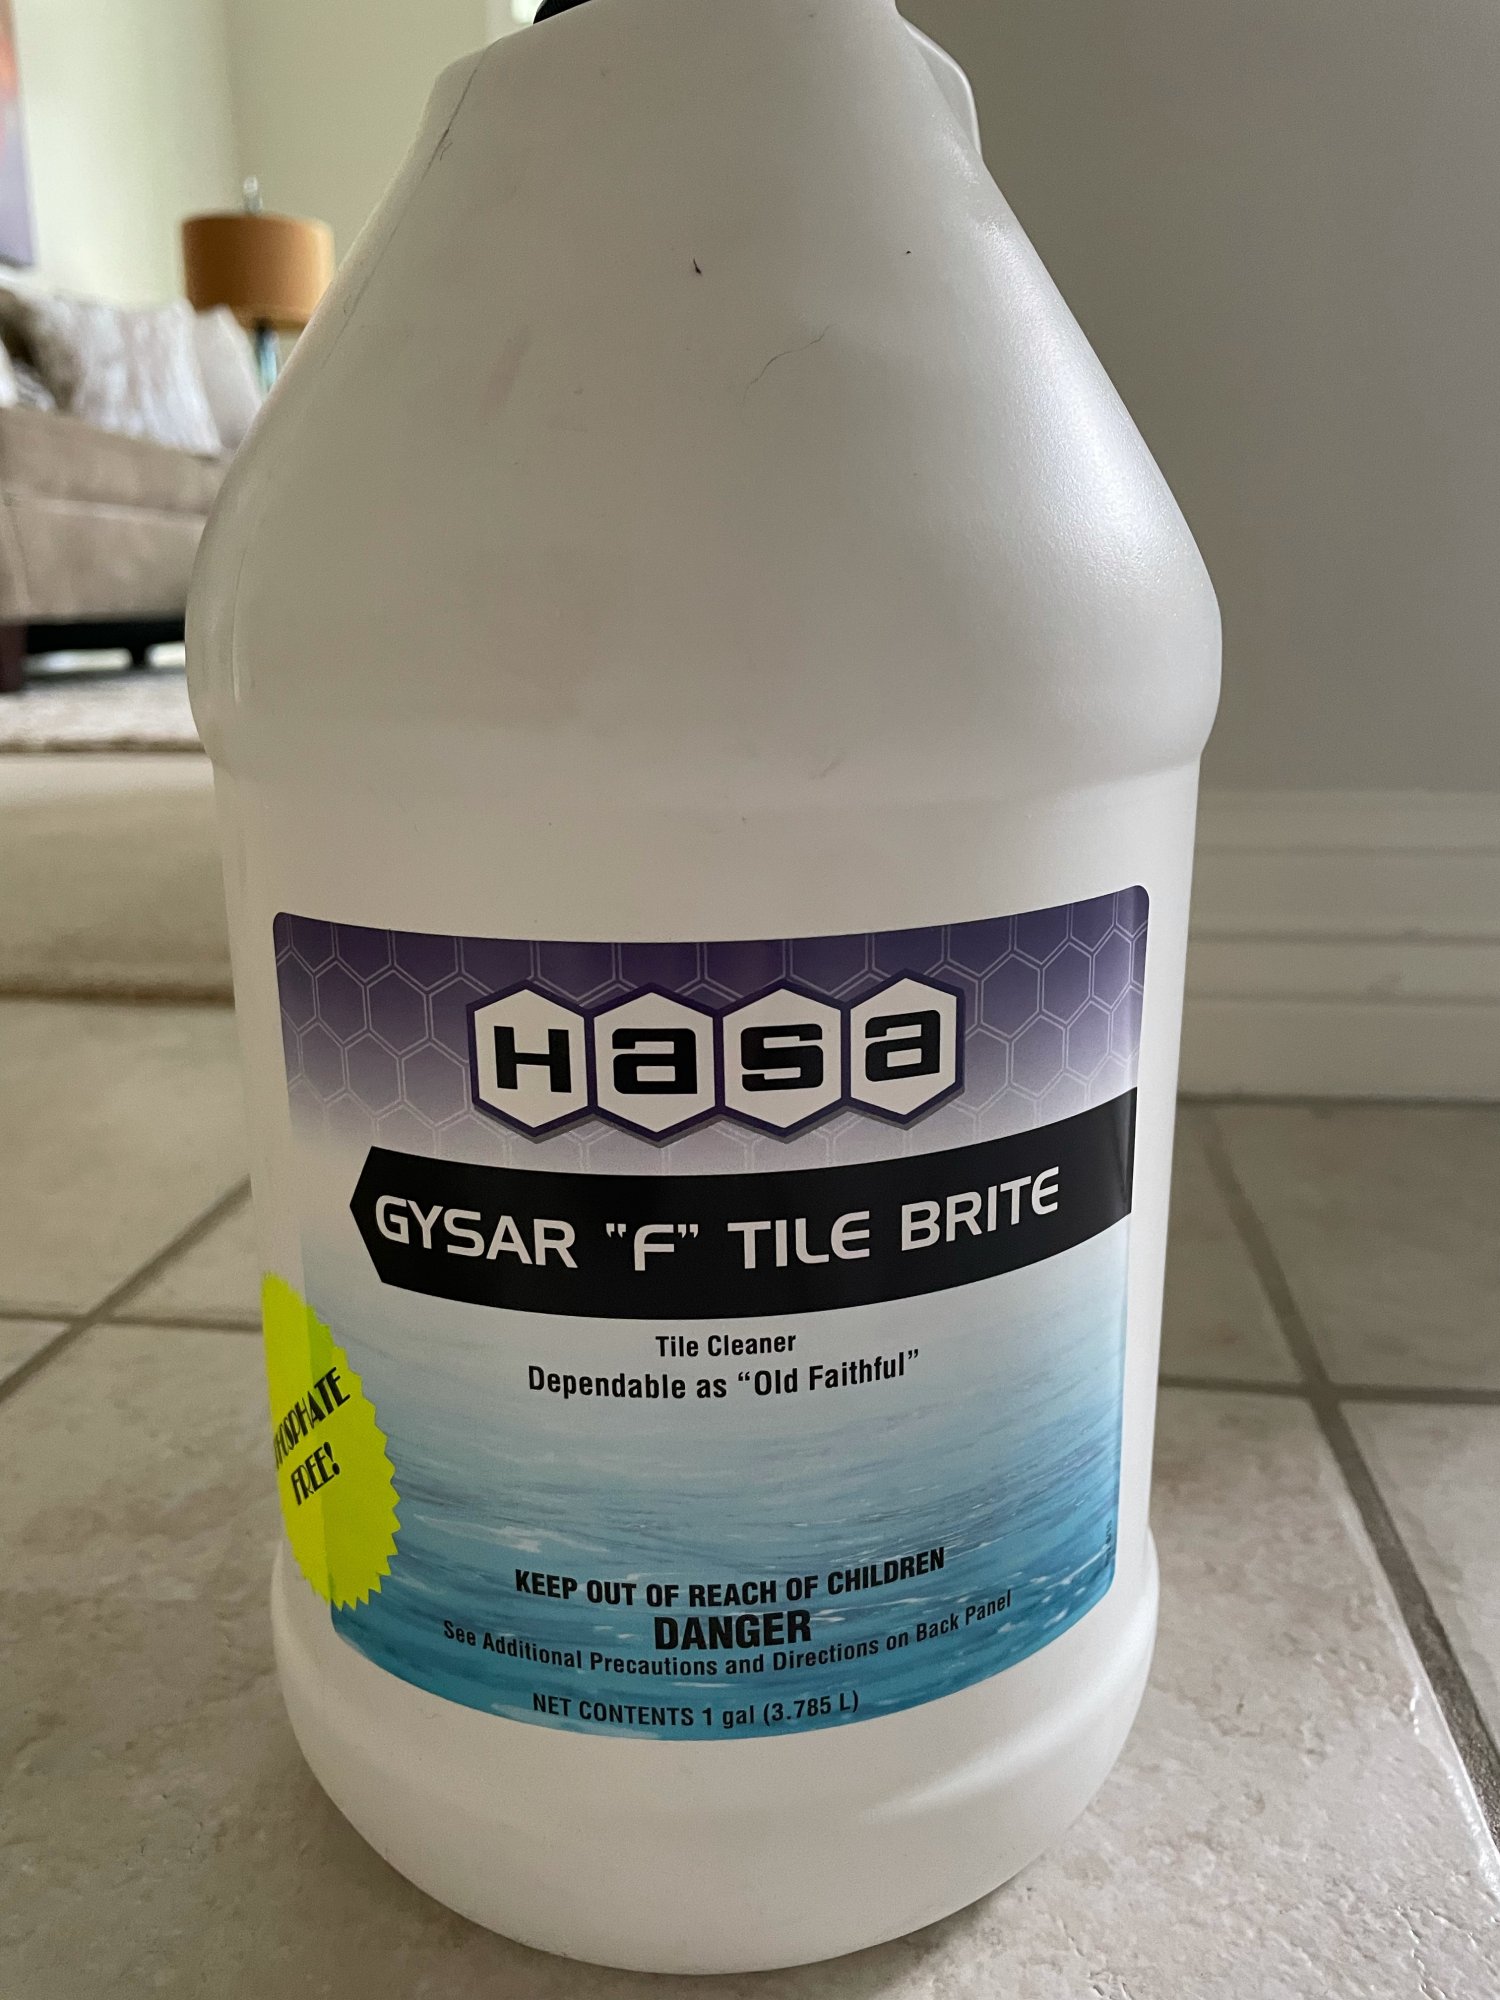 Hasa
GYSAR "F" TILE BRITE
Tile Cleaner
Dependable as "Old Faithful"
FREE!
KEEP OUT OF REACH OF CHILDREN
DANGER
See Additional Precautions and Directions on Back Panel
NET CONTENTS 1 gal (3.785 L)